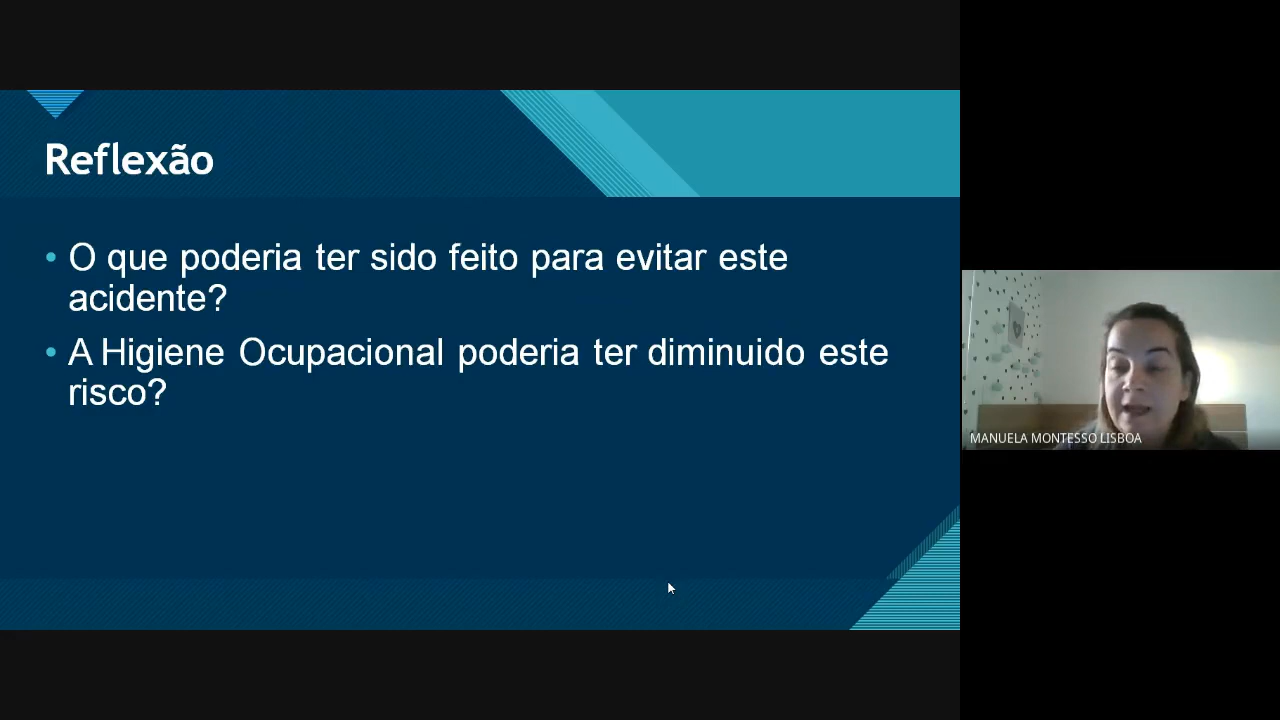 Reflexão
• O que poderia ter sido feito para evitar este
acidente?
• A Higiene Ocupacional poderia ter diminuido este
risco?
MANUELA MONTESSO LISBOA